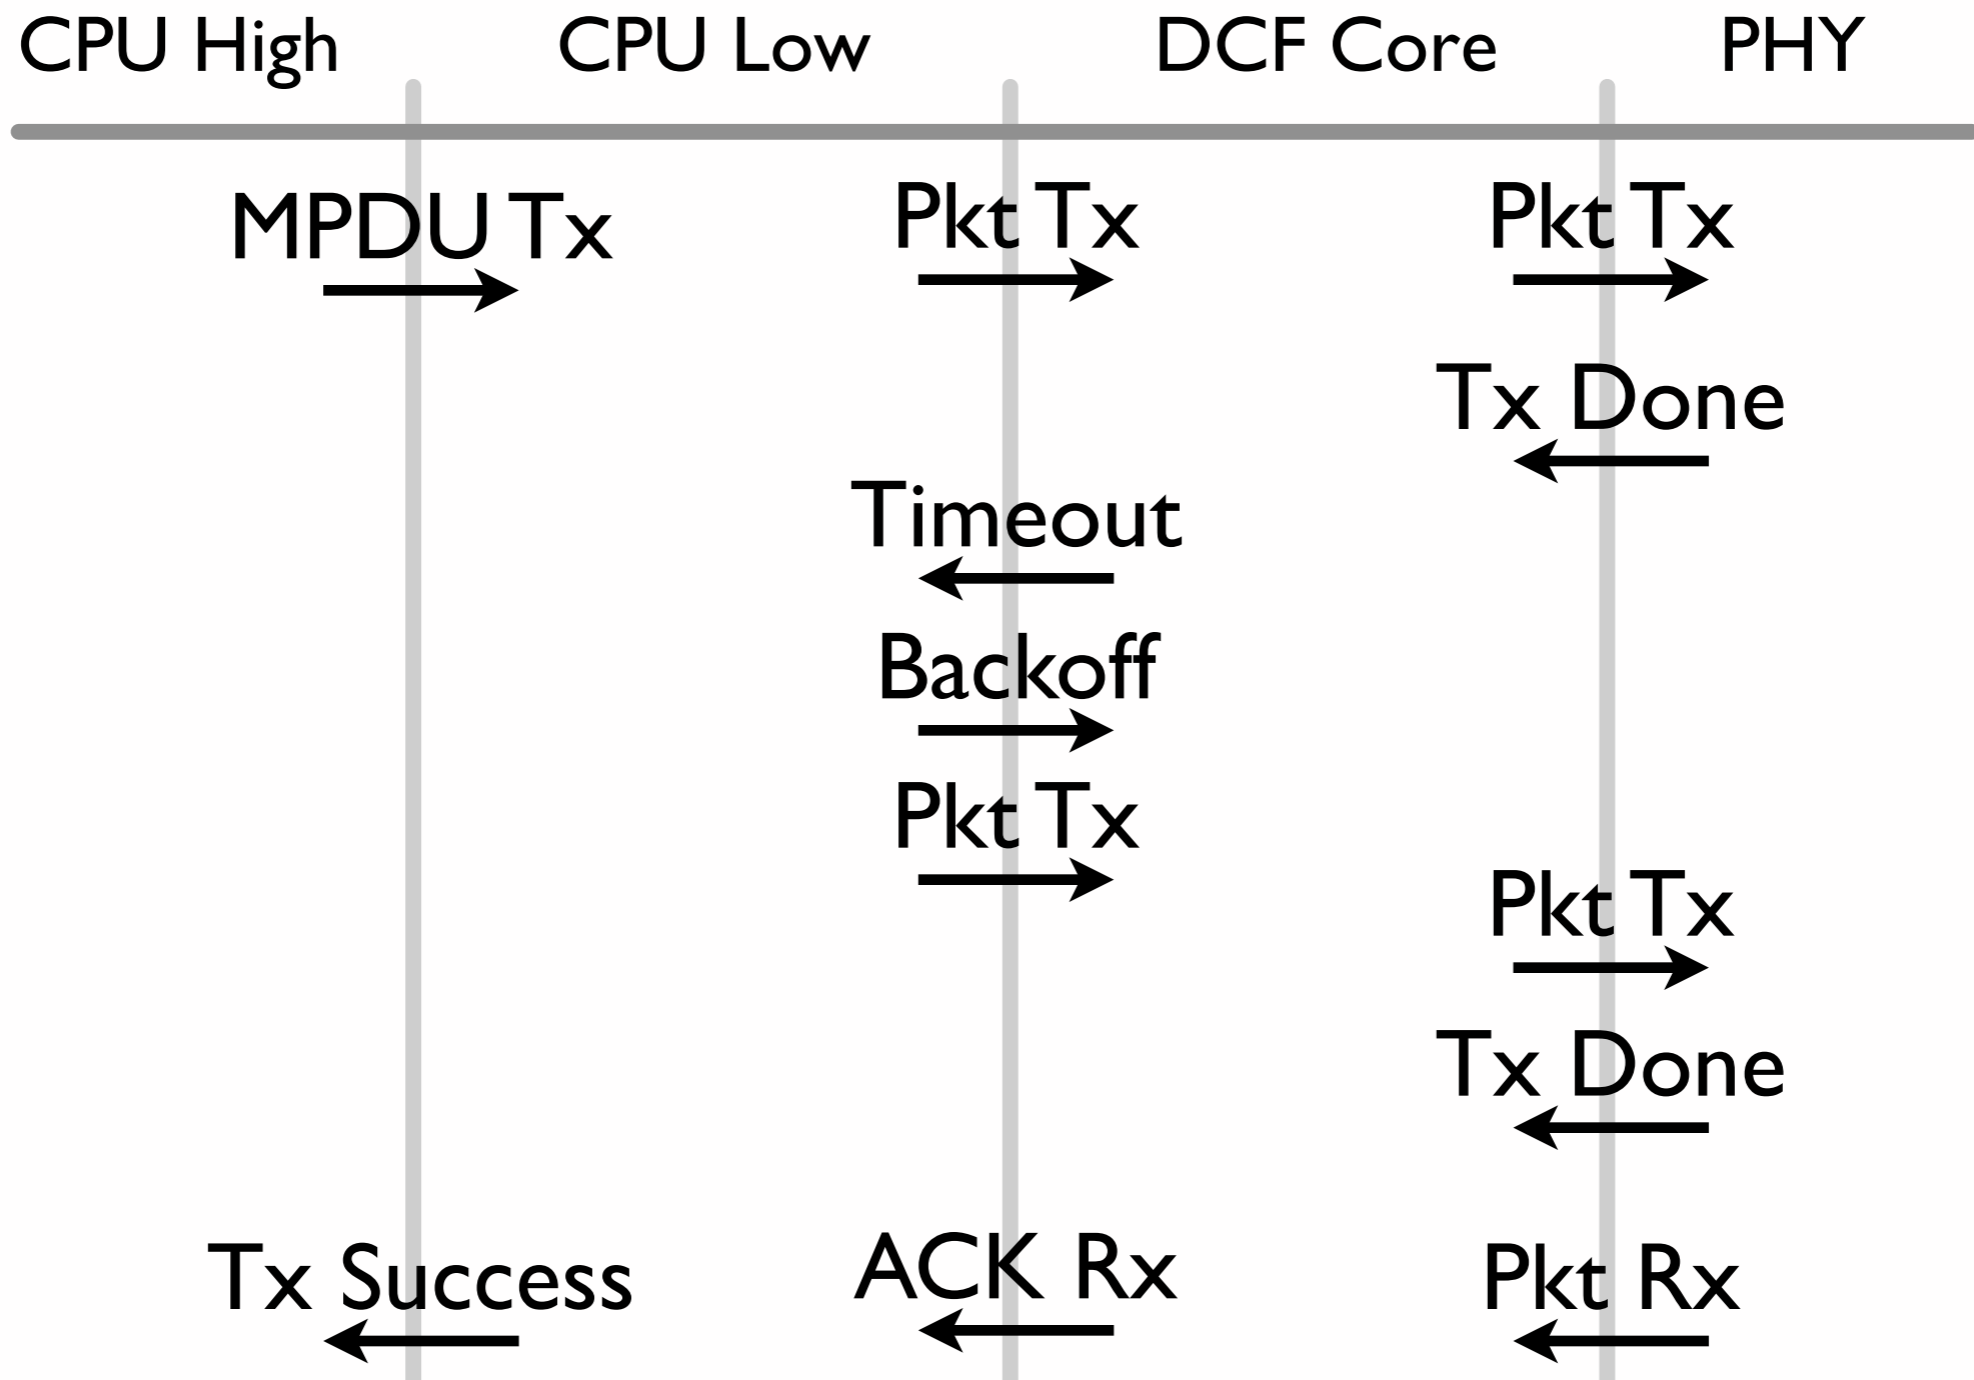 CPU High CPU Low DCF Core PHY
MPDU Tx Pkt Tx Pkt Tx
Tx Done
Timeout
Backoff
Pkt Tx
Pkt Tx
Tx Done
Tx Success ACK Rx Pkt Rx